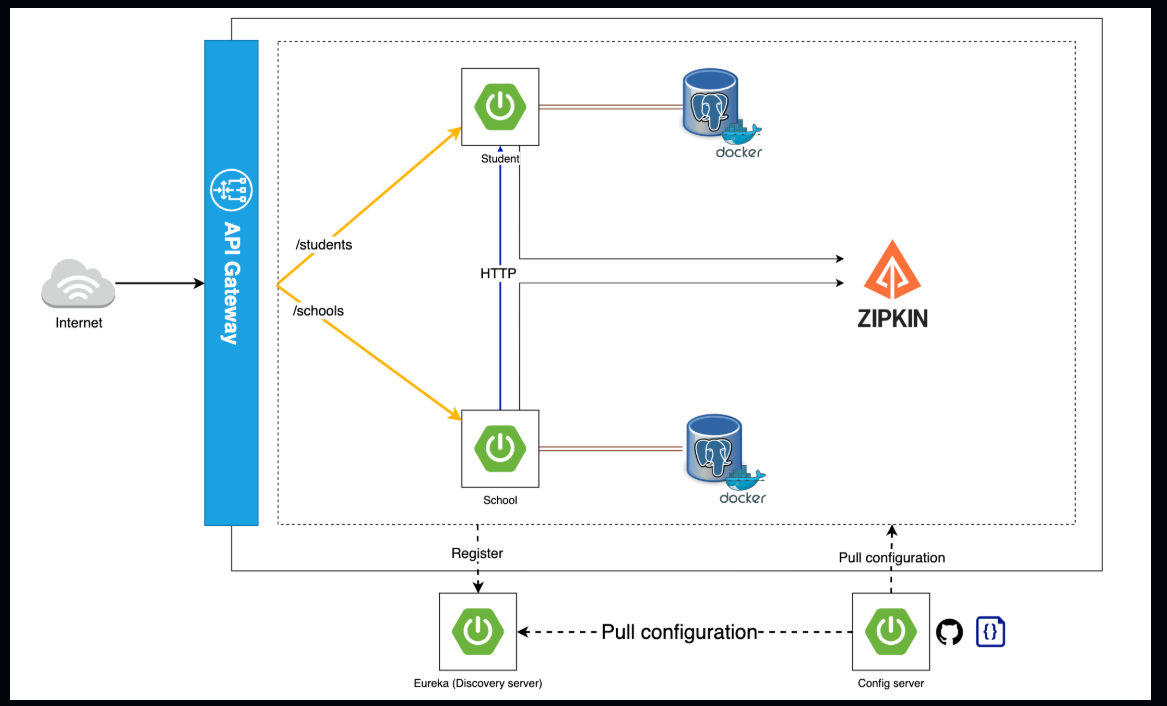 Student
docker
/students
API Gateway
HTTP
/schools
Internet
ZIPKIN
School
docker
Register
Pull configuration
{}
Pull configuration
Eureka (Discovery server)
Config server